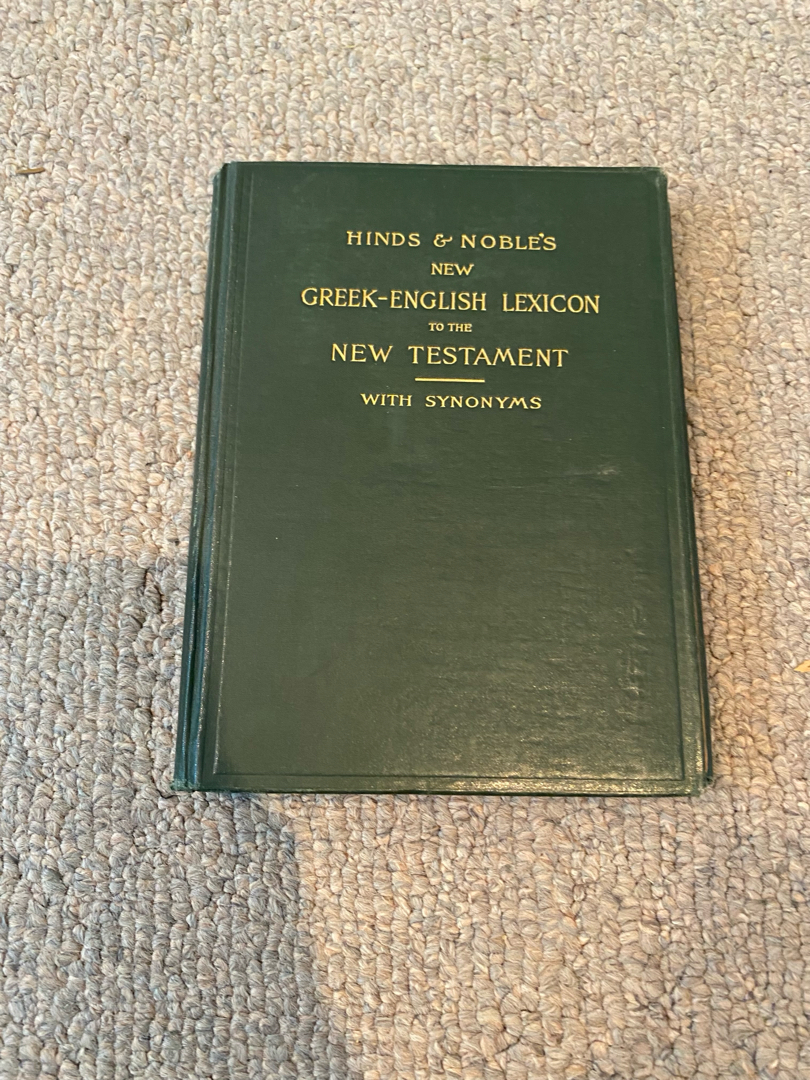 HINDS & NOBLE'S
NEW
GREEK-ENGLISH LEXICON
TO THE
NEW TESTAMENT
WITH SYNONYMS